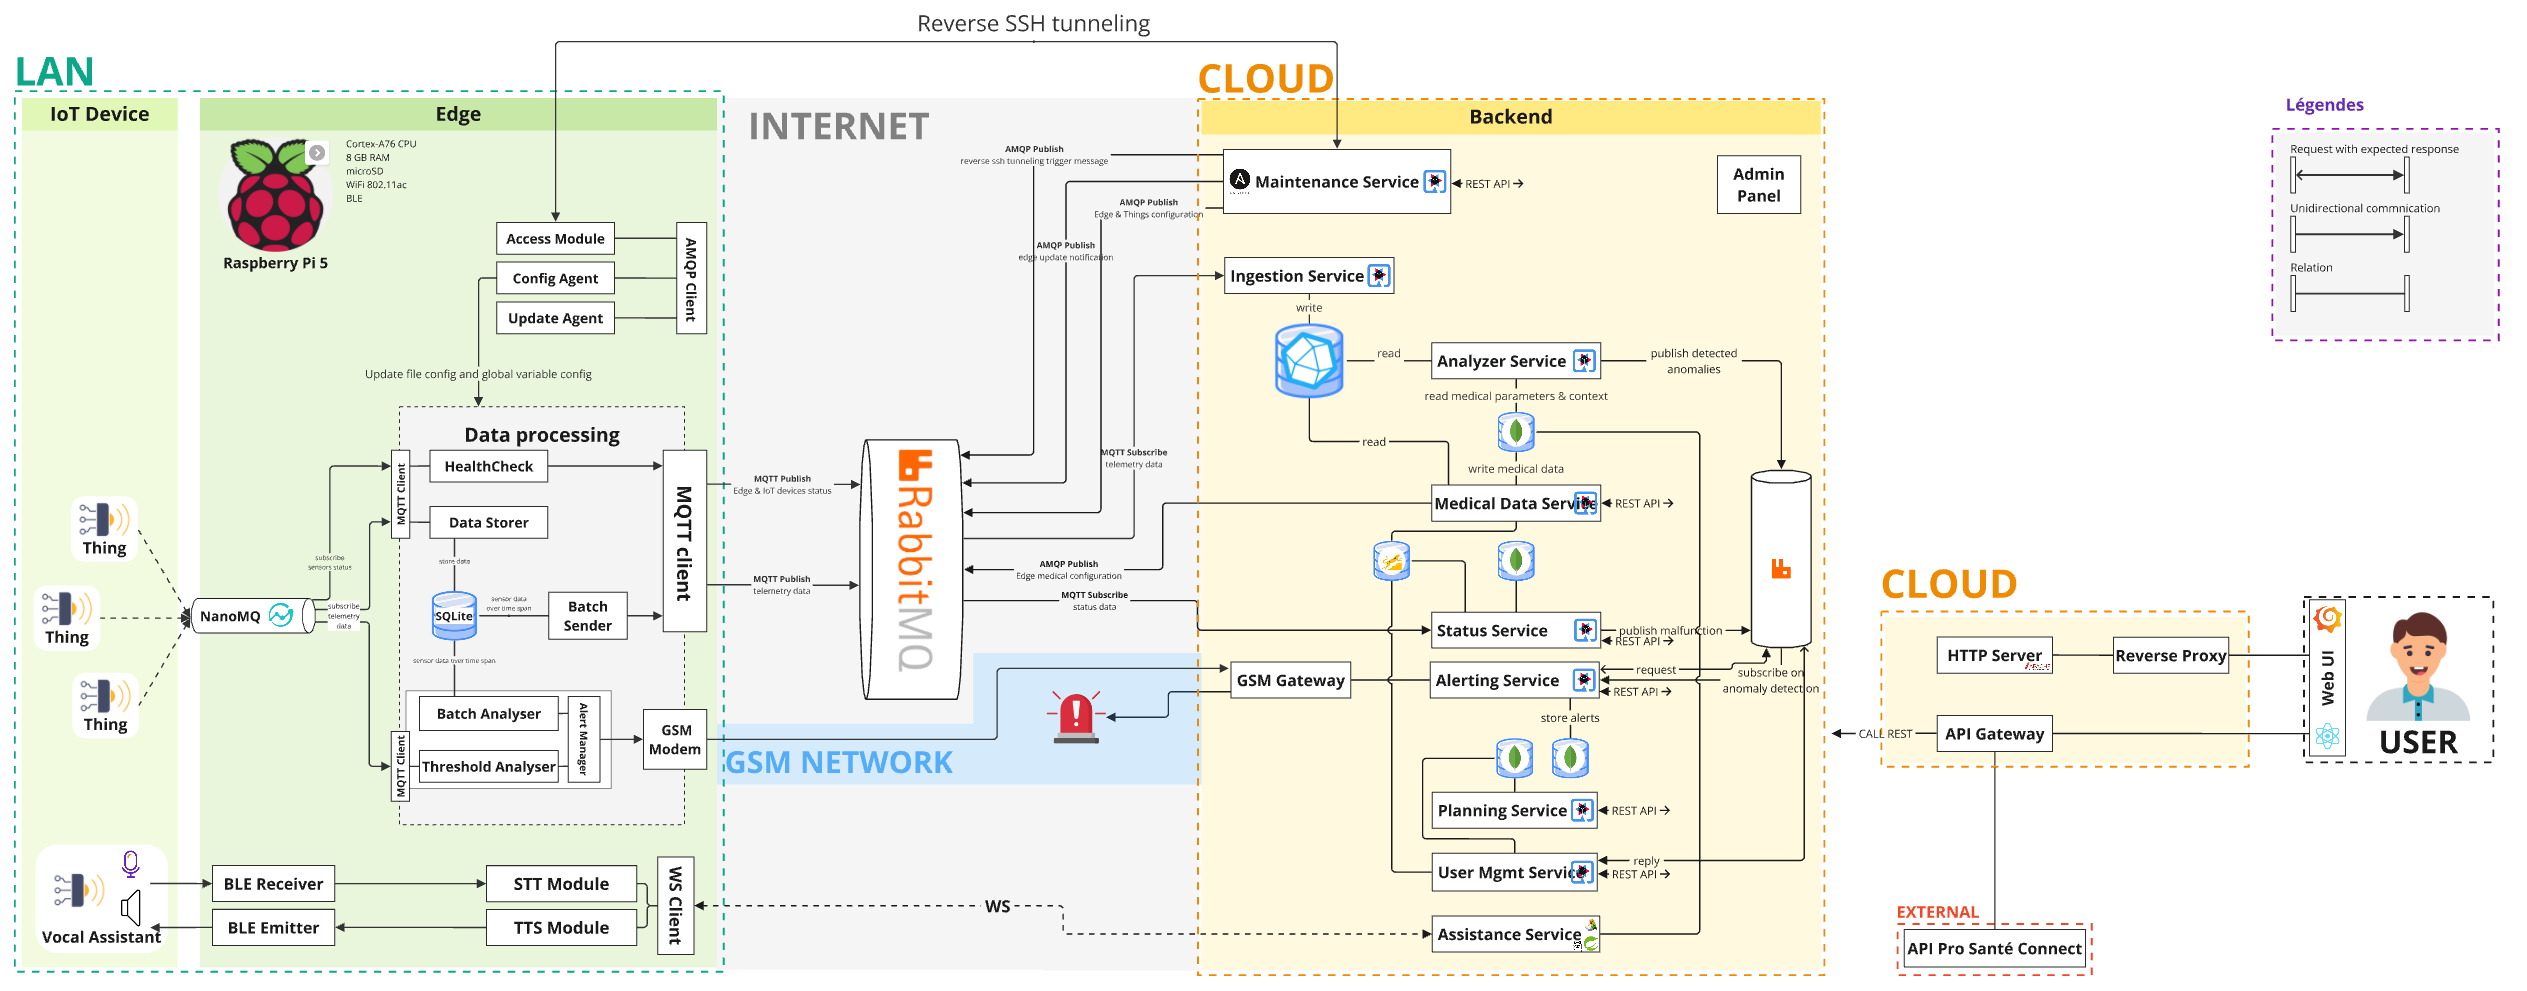 Reverse SSH tunneling
LAN
IoT Device
Edge
Cortex-A76 CPU
8 GB RAM
microSD
WiFi 802.11ac
BLE
Raspberry Pi 5
Access Module
Config Agent
Update Agent
AMQP Client
Update file config and global variable config
Data processing
MQTT Client
HealthCheck
Data Storer
store data
SQLite
sensor data
over time span
Batch
Sender
sensor data over time span
MQTT client
Batch Analyser
Threshold Analyser
Alert Manager
MQTT Client
GSM
Modem
Thing
Thing
Thing
NanoMQ
subscribe
sensors status
subscribe
telemetry
data
Vocal Assistant
BLE Receiver
BLE Emitter
STT Module
TTS Module
WS Client
INTERNET
AMQP Publish
reverse ssh tunneling trigger message
AMQP Publish
Edge & Things configuration
AMQP Publish
edge update notification
MQTT Subscribe
telemetry data
MQTT Publish
Edge & IoT devices status
MQTT Publish
telemetry data
RabbitMQ
AMQP Publish
Edge medical configuration
MQTT Subscribe
status data
GSM NETWORK
WS
CLOUD
Backend
Maintenance Service
REST API
Admin
Panel
Ingestion Service
write
read
Analyzer Service
publish detected
anomalies
read medical parameters & context
read
write medical data
Medical Data Service
REST API
Status Service
publish malfunction
REST API
GSM Gateway
Alerting Service
request
REST API
subscribe on
anomaly detection
store alerts
Planning Service
REST API
User Mgmt Service
reply
REST API
Assistance Service
CLOUD
HTTP Server
Reverse Proxy
API Gateway
CALL REST
Web UI
USER
EXTERNAL
API Pro Santé Connect
Légendes
Request with expected response
Unidirectional commnication
Relation